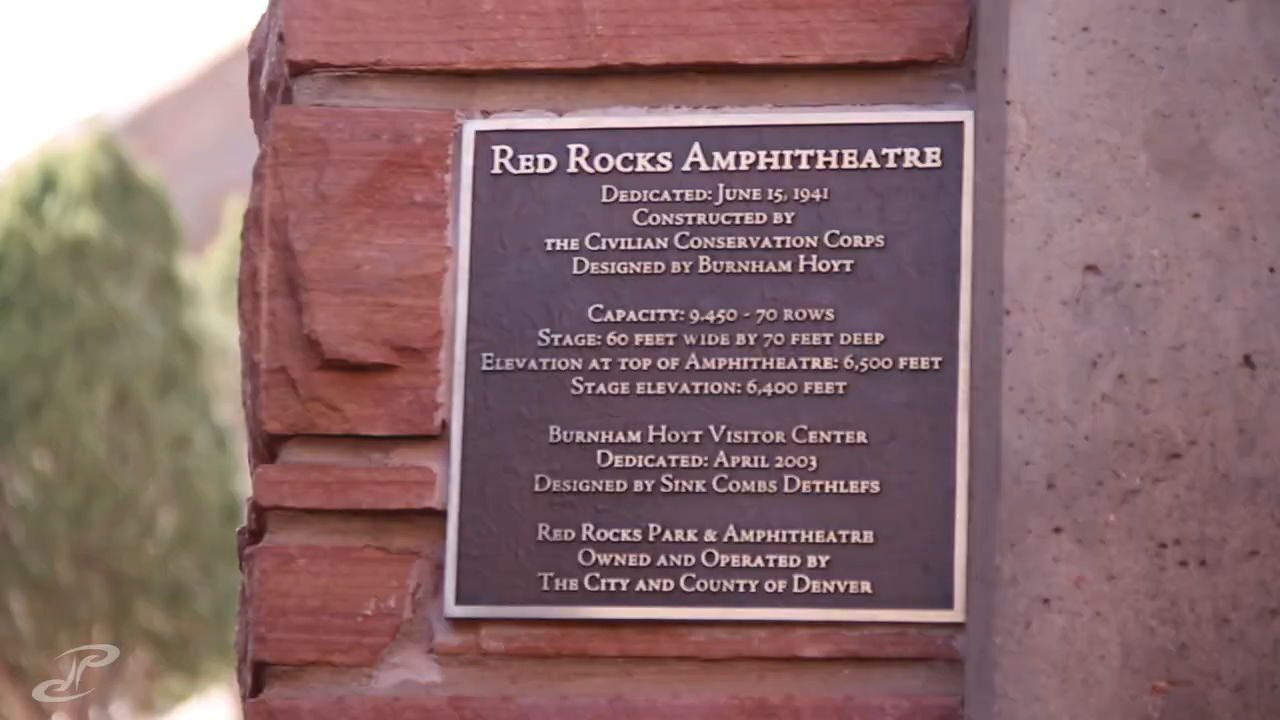 RED ROCKS AMPHITHEATRE
DEDICATED: JUNE 15, 1941
CONSTRUCTED BY
THE CIVILIAN CONSERVATION CORPS
DESIGNED BY BURNHAM HOYT
CAPACITY: 9,450 - 70 ROWS
STAGE: 60 FEET WIDE BY 70 FEET DEEP
ELEVATION AT TOP OF AMPHITHEATRE: 6,500 FEET
STAGE ELEVATION: 6,400 FEET
BURNHAM HOYT VISITOR CENTER
DEDICATED: APRIL 2003
DESIGNED BY SINK COMBS DETHLEFS
RED ROCKS PARK & AMPHITHEATRE
OWNED AND OPERATED BY
THE CITY AND COUNTY OF DENVER